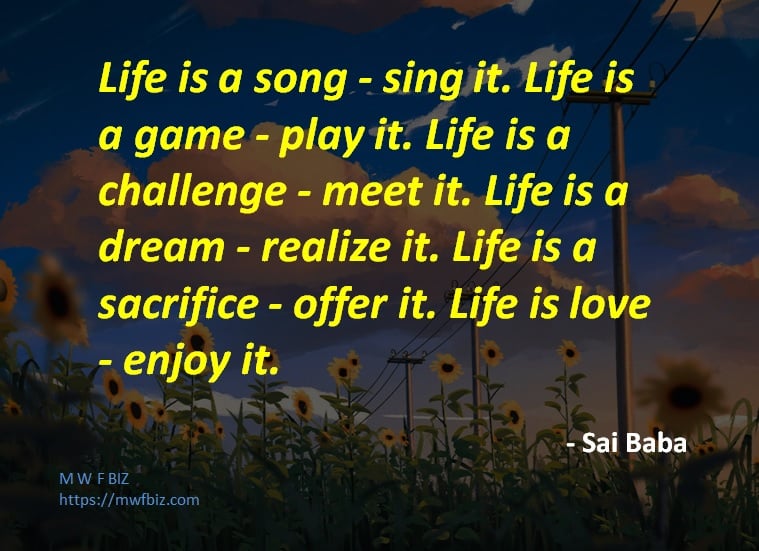 Life is a song - sing it. Life is
a game - play it. Life is a
challenge - meet it. Life is a
dream - realize it. Life is a
sacrifice - offer it. Life is love
- enjoy it.
- Sai Baba
M W F BIZ
https://mwfbiz.com